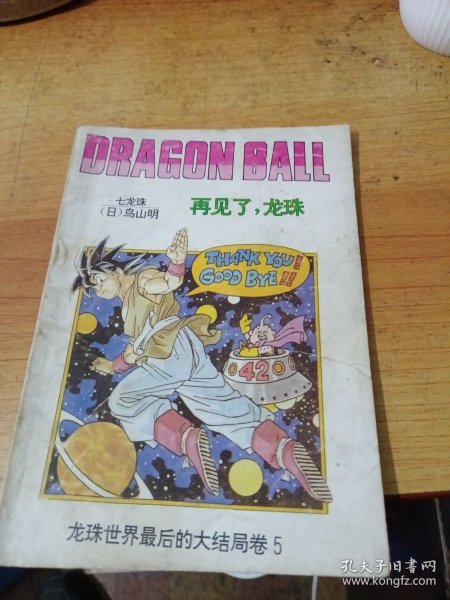 DRAGON BALL
七龙珠
（日）鸟山明
再见了，龙珠
THANK YOU!
GOOD BYE!!
42
龙珠世界最后的大结局卷5
孔夫子旧书网
www.kongfz.com